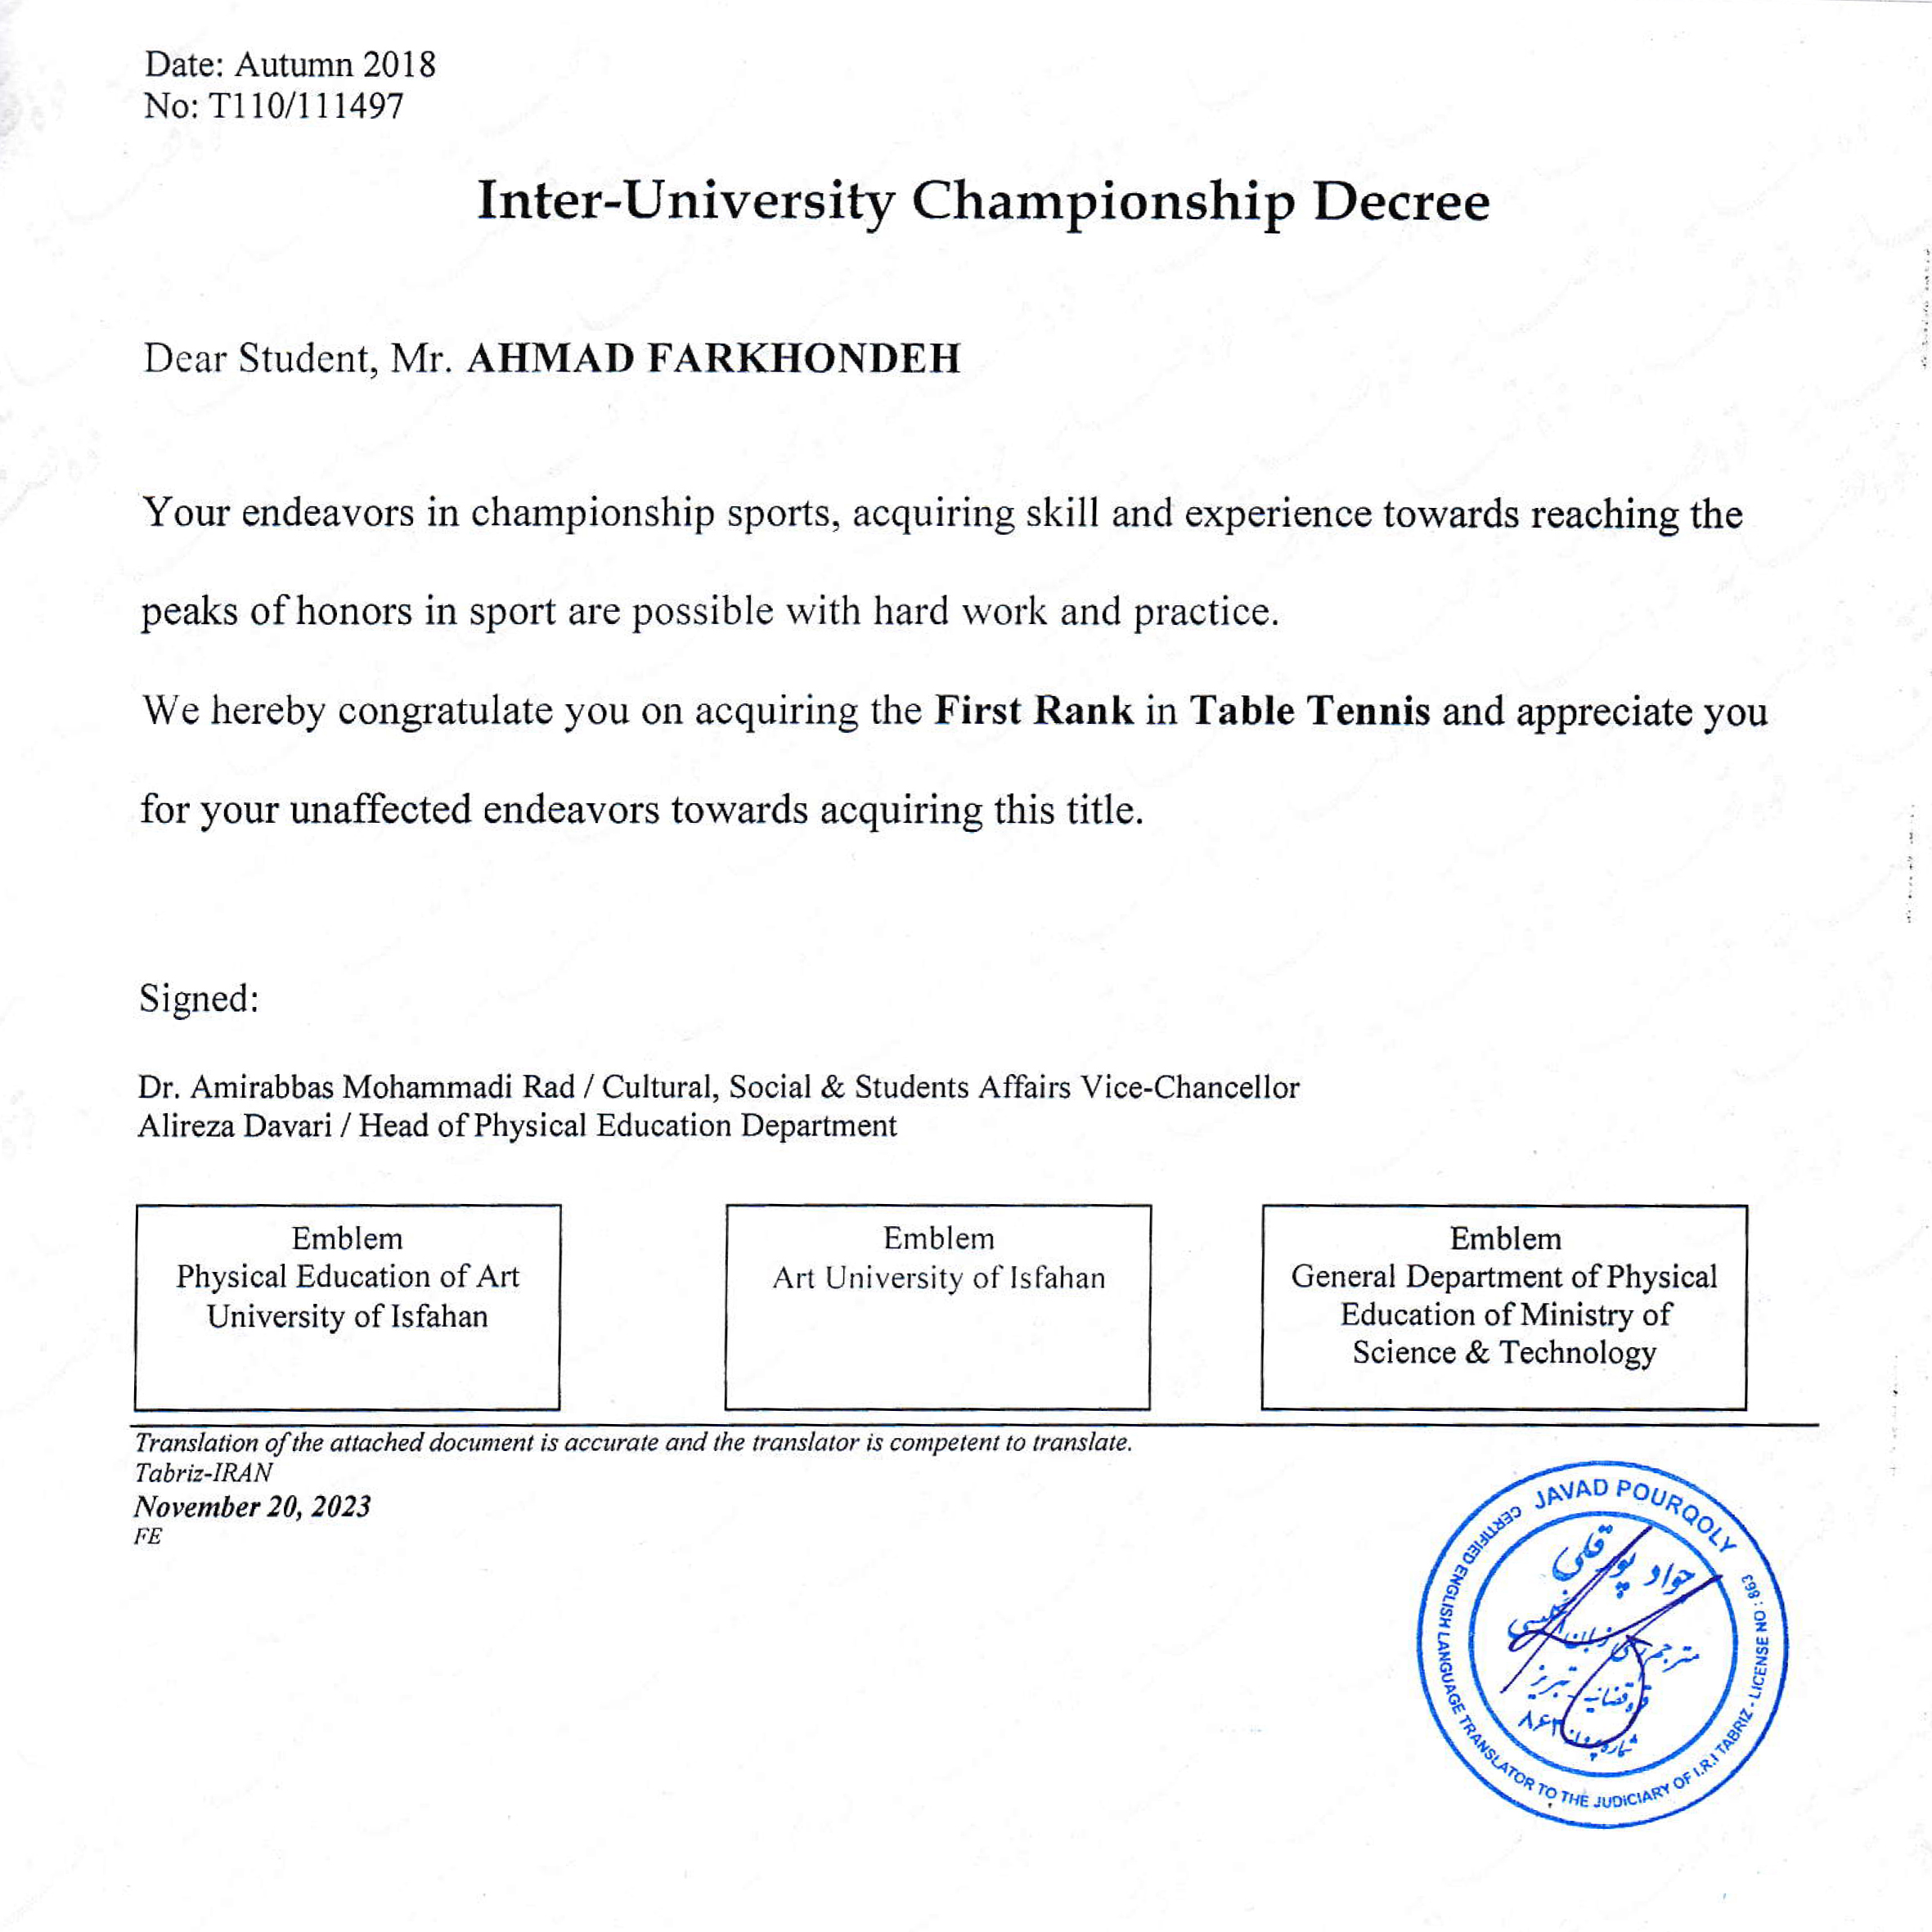 Date: Autumn 2018
No: T110/111497
Inter-University Championship Decree
Dear Student, Mr. AHMAD FARKHONDEH
Your endeavors in championship sports, acquiring skill and experience towards reaching the
peaks of honors in sport are possible with hard work and practice.
We hereby congratulate you on acquiring the First Rank in Table Tennis and appreciate you
for your unaffected endeavors towards acquiring this title.
Signed:
Dr. Amirabbas Mohammadi Rad / Cultural, Social & Students Affairs Vice-Chancellor
Alireza Davari / Head of Physical Education Department
Emblem
Physical Education of Art
University of Isfahan
Emblem
Art University of Isfahan
Emblem
General Department of Physical
Education of Ministry of
Science & Technology
Translation of the attached document is accurate and the translator is competent to translate.
Tabriz-IRAN
November 20, 2023
FE
JAVAD POURQOLY
CERTIFIED ENGLISH LANGUAGE TRANSLATOR TO THE JUDICIARY OF I.R.I TABRIZ - LICENSE NO : 863
جواد پورقلی
مترجم رسمی زبان انگلیسی
قوه قضائیه - تبریز
شماره پروانه ۸۶۳